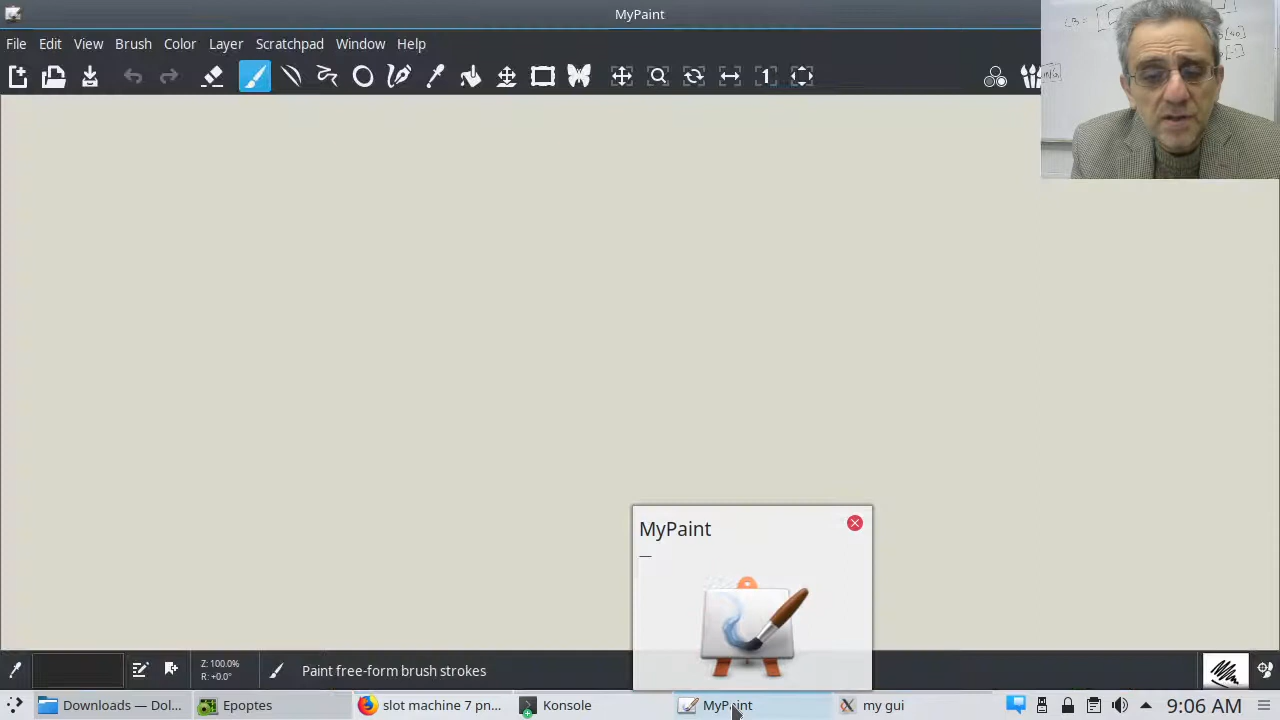 MyPaint
File Edit View Brush Color Layer Scratchpad Window Help
1
MyPaint
Z: 100.0%
R: +0.0°
Paint free-form brush strokes
Downloads — Dol...
Epoptes
slot machine 7 pn...
Konsole
MyPaint
my gui
9:06 AM